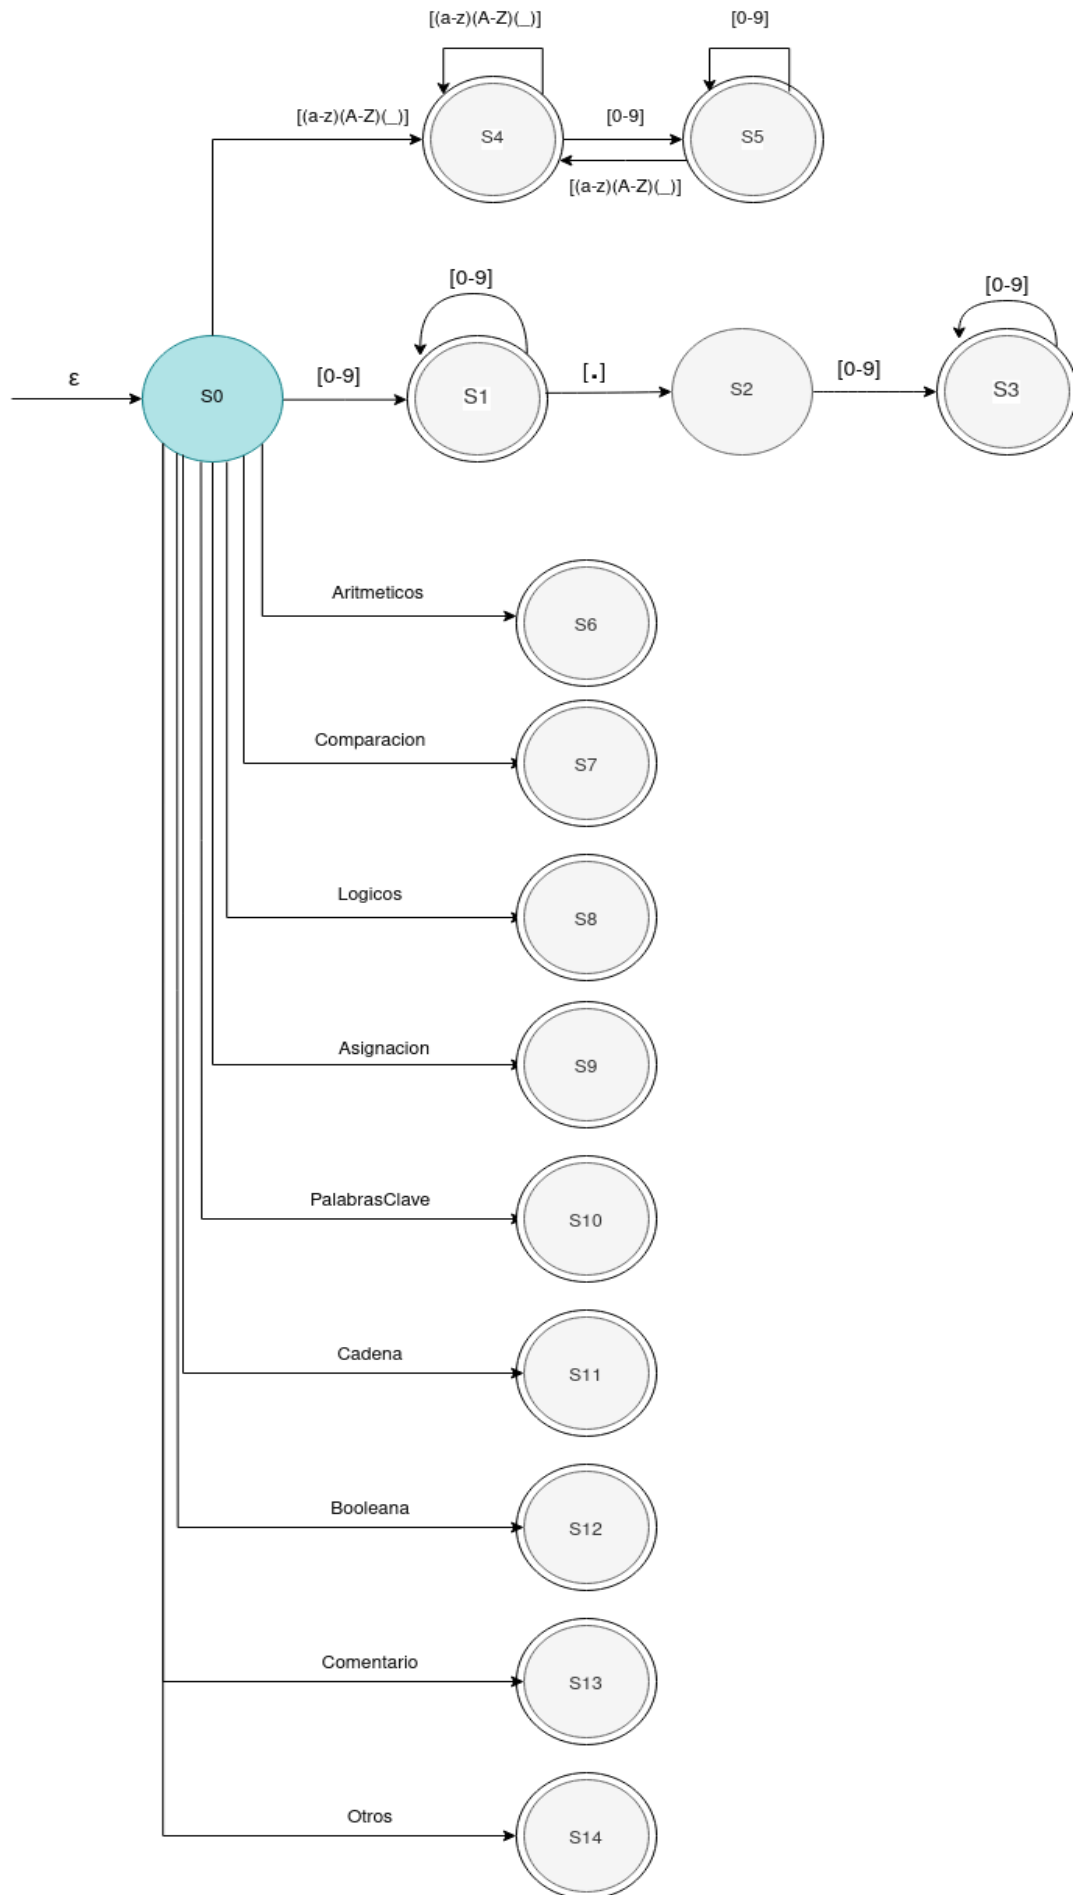 [(a-z)(A-Z)(_)]
[0-9]
[(a-z)(A-Z)(_)]
S4
[0-9]
S5
[(a-z)(A-Z)(_)]
[0-9]
[0-9]
ε
S0
[0-9]
S1
[.]
S2
[0-9]
S3
Aritmeticos
S6
Comparacion
S7
Logicos
S8
Asignacion
S9
PalabrasClave
S10
Cadena
S11
Booleana
S12
Comentario
S13
Otros
S14